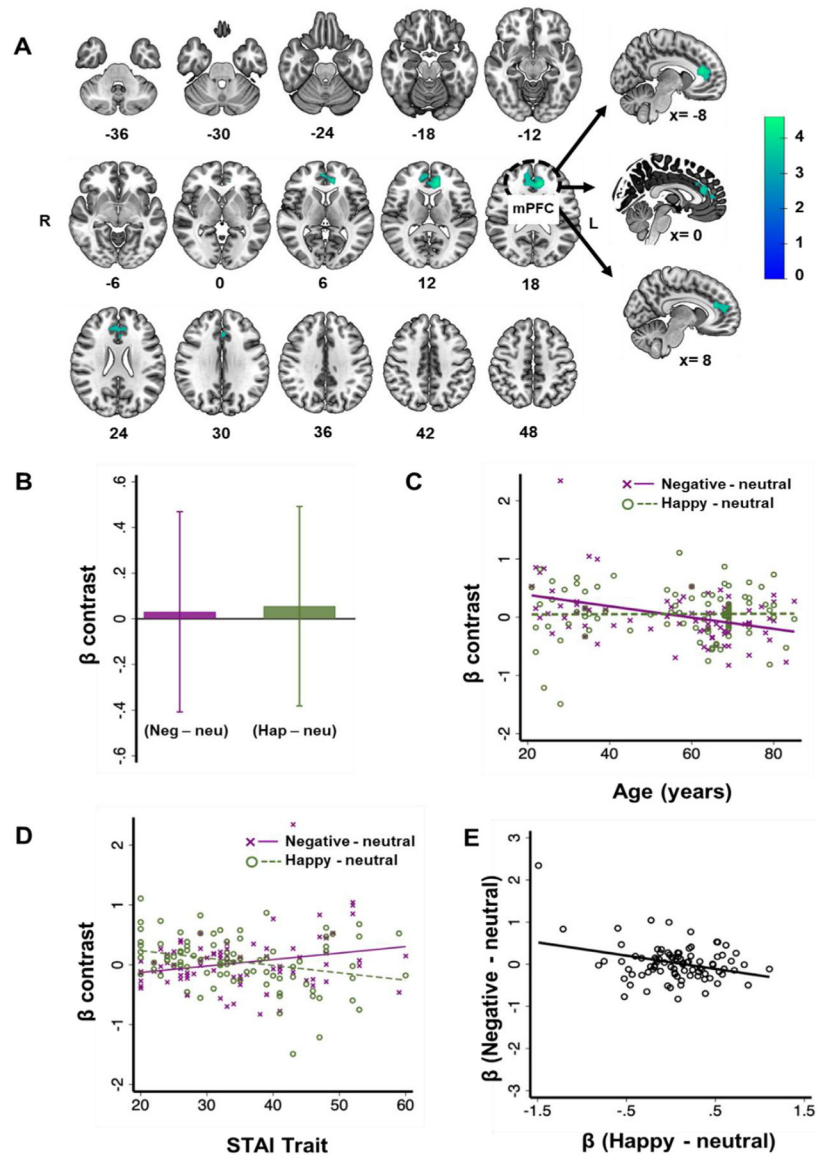 A
-36 -30 -24 -18 -12
x= -8
R
mPFC
L
x= 0
-6 0 6 12 18
x= 8
24 30 36 42 48
4
3
2
1
0
B
β contrast
.6
.4
.2
0
-.2
-.4
-.6
(Neg – neu) (Hap – neu)
C
Negative - neutral
Happy - neutral
β contrast
2
1
0
-1
-2
20 40 60 80
Age (years)
D
Negative - neutral
Happy - neutral
β contrast
2
1
0
-1
-2
20 30 40 50 60
STAI Trait
E
β (Negative - neutral)
3
2
1
0
-1
-2
-3
-1.5 -.5 .5 1.5
β (Happy - neutral)